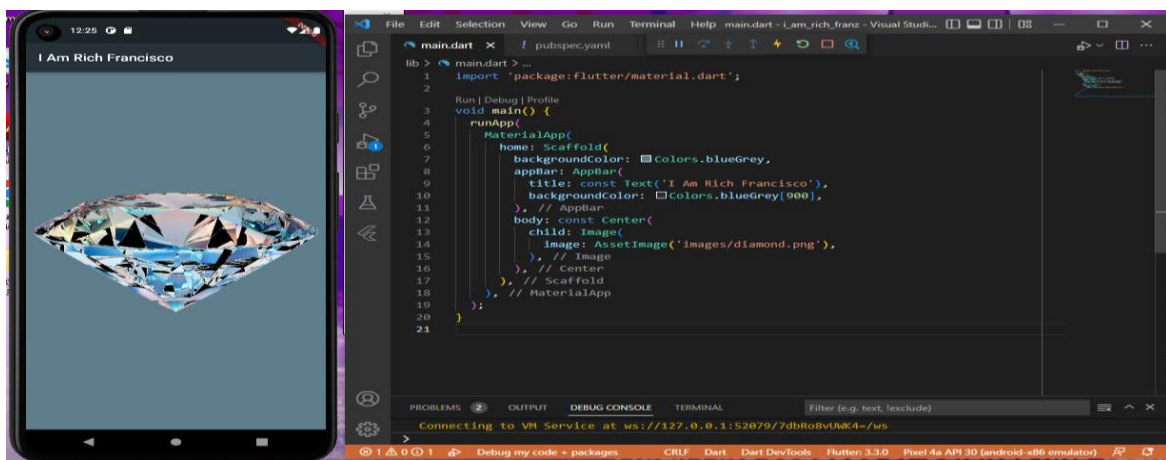 12:25
I Am Rich Francisco
File Edit Selection View Go Run Terminal Help main.dart - i_am_rich_franz - Visual Studi...
main.dart
pubspec.yaml
lib > main.dart > ...
1 import 'package:flutter/material.dart';
2
Run | Debug | Profile
3 void main() {
4 runApp(
5 MaterialApp(
6 home: Scaffold(
7 backgroundColor: Colors.blueGrey,
8 appBar: AppBar(
9 title: const Text('I Am Rich Francisco'),
10 backgroundColor: Colors.blueGrey[900],
11 ), // AppBar
12 body: const Center(
13 child: Image(
14 image: AssetImage('images/diamond.png'),
15 ), // Image
16 ), // Center
17 ), // Scaffold
18 ), // MaterialApp
19 );
20 }
21
PROBLEMS 2 OUTPUT DEBUG CONSOLE TERMINAL Filter (e.g. text, !exclude)
Connecting to VM Service at ws://127.0.0.1:52079/7dbRo8vUWK4=/ws
>
1 0 1 Debug my code + packages CRLF Dart Dart DevTools Flutter: 3.3.0 Pixel 4a API 30 (android-x86 emulator)